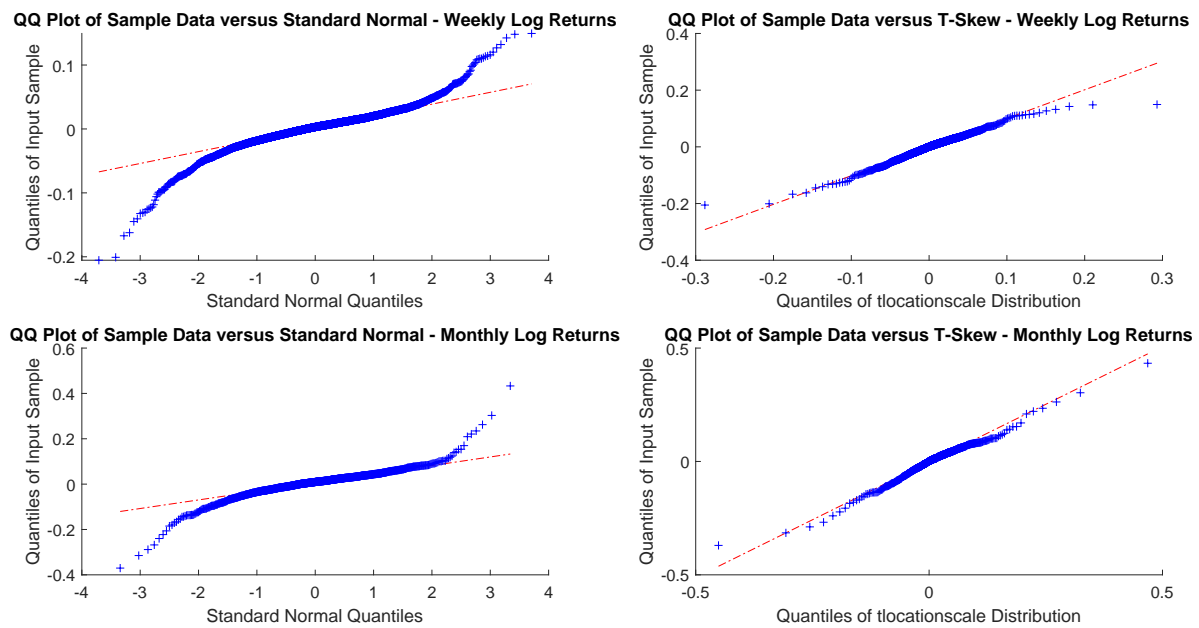 QQ Plot of Sample Data versus Standard Normal - Weekly Log Returns
Quantiles of Input Sample
0.1
0
-0.1
-0.2
-4 -3 -2 -1 0 1 2 3 4
Standard Normal Quantiles
QQ Plot of Sample Data versus T-Skew - Weekly Log Returns
Quantiles of Input Sample
0.4
0.2
0
-0.2
-0.4
-0.3 -0.2 -0.1 0 0.1 0.2 0.3
Quantiles of tlocationscale Distribution
QQ Plot of Sample Data versus Standard Normal - Monthly Log Returns
Quantiles of Input Sample
0.6
0.4
0.2
0
-0.2
-0.4
-4 -3 -2 -1 0 1 2 3 4
Standard Normal Quantiles
QQ Plot of Sample Data versus T-Skew - Monthly Log Returns
Quantiles of Input Sample
0.5
0
-0.5
-0.5 0 0.5
Quantiles of tlocationscale Distribution